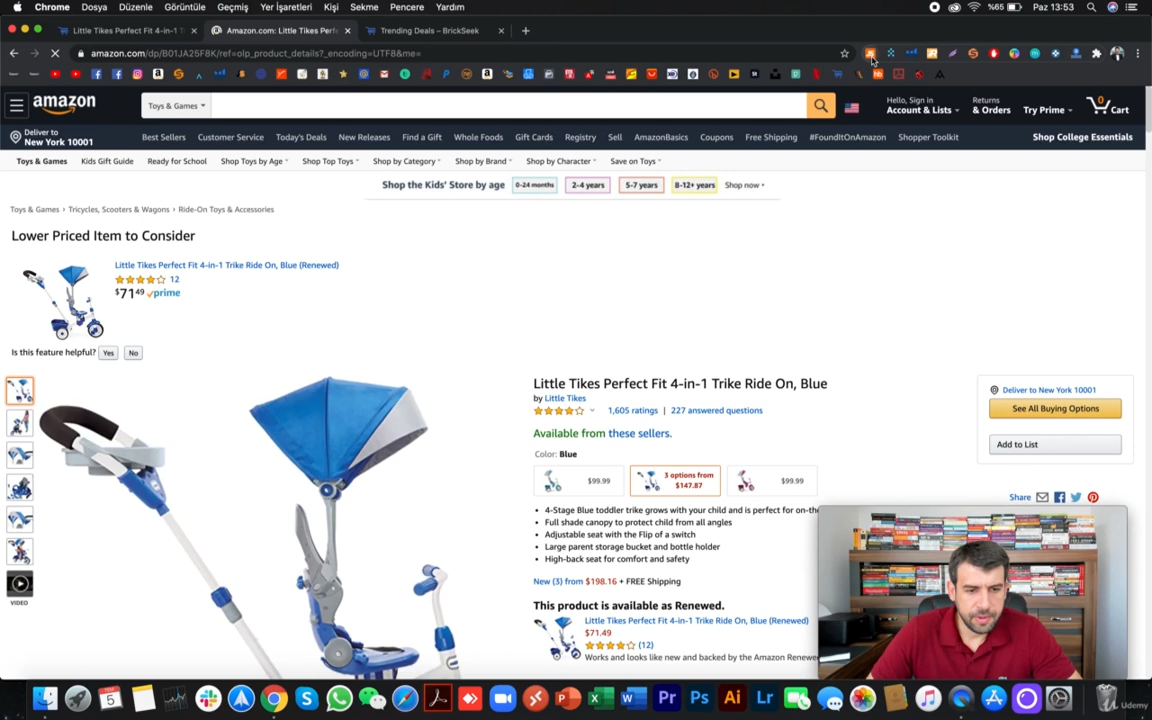 Chrome Dosya Düzenle Görüntüle Geçmiş Yer İşaretleri Kişi Sekme Pencere Yardım %65 Paz 13:53
Little Tikes Perfect Fit 4-in-1 T
Amazon.com: Little Tikes Perf
Trending Deals – BrickSeek
amazon.com/dp/B01JA25F8K/ref=olp_product_details?_encoding=UTF8&me=
amazon
Toys & Games
Hello, Sign in
Account & Lists
Returns
& Orders
Try Prime
0
Cart
Deliver to
New York 10001
Best Sellers Customer Service Today's Deals New Releases Find a Gift Whole Foods Gift Cards Registry Sell AmazonBasics Coupons Free Shipping #FoundItOnAmazon Shopper Toolkit
Shop College Essentials
Toys & Games Kids Gift Guide Ready for School Shop Toys by Age Shop Top Toys Shop by Category Shop by Brand Shop by Character Save on Toys
Shop the Kids' Store by age 0-24 months 2-4 years 5-7 years 8-12+ years Shop now
Toys & Games › Tricycles, Scooters & Wagons › Ride-On Toys & Accessories
Lower Priced Item to Consider
Little Tikes Perfect Fit 4-in-1 Trike Ride On, Blue (Renewed)
12
$71.49 prime
Is this feature helpful? Yes No
VIDEO
Little Tikes Perfect Fit 4-in-1 Trike Ride On, Blue
by Little Tikes
1,605 ratings | 227 answered questions
Available from these sellers.
Color: Blue
$99.99
3 options from
$147.87
$99.99
• 4-Stage Blue toddler trike grows with your child and is perfect for on-the
• Full shade canopy to protect child from all angles
• Adjustable seat with the Flip of a switch
• Large parent storage bucket and bottle holder
• High-back seat for comfort and safety
New (3) from $198.16 + FREE Shipping
This product is available as Renewed.
Little Tikes Perfect Fit 4-in-1 Trike Ride On, Blue (Renewed)
$71.49
(12)
Works and looks like new and backed by the Amazon Renewe
Deliver to New York 10001
See All Buying Options
Add to List
Share
Udemy